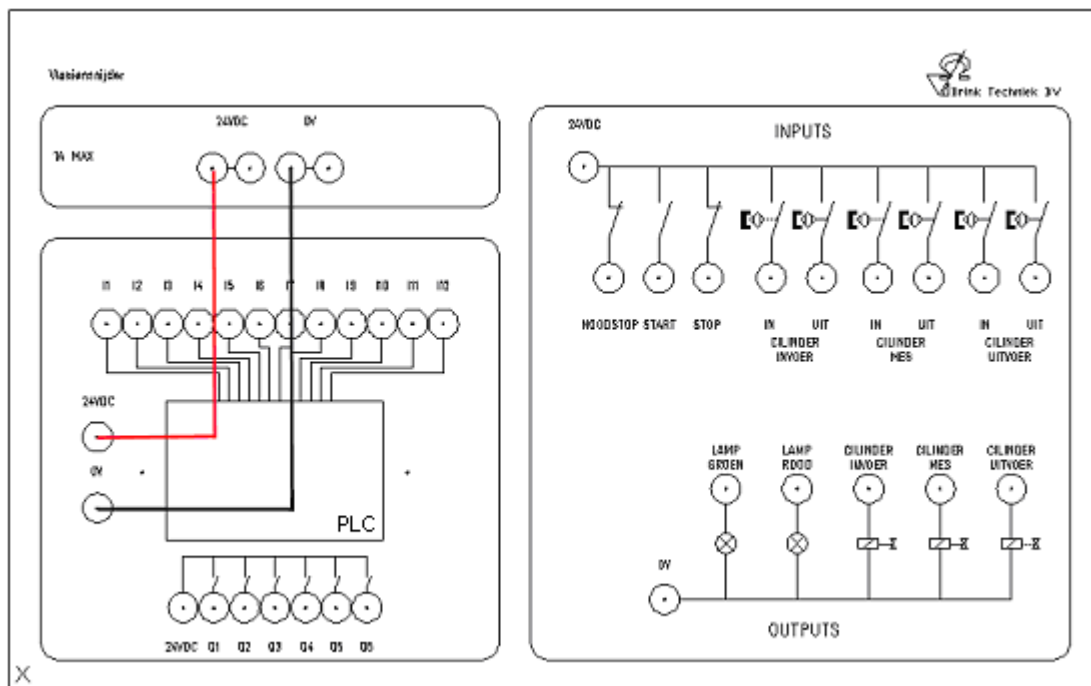 Vlaaiensnijder
Brink Techniek BV
24VDC 0V
1A MAX
I1 I2 I3 I4 I5 I6 I7 I8 I9 I10 I11 I12
24VDC
0V
PLC
24VDC Q1 Q2 Q3 Q4 Q5 Q6
24VDC
INPUTS
NOODSTOP START STOP IN UIT IN UIT IN UIT
CILINDER CILINDER CILINDER
INVOER MES UITVOER
LAMP LAMP CILINDER CILINDER CILINDER
GROEN ROOD INVOER MES UITVOER
0V
OUTPUTS
X